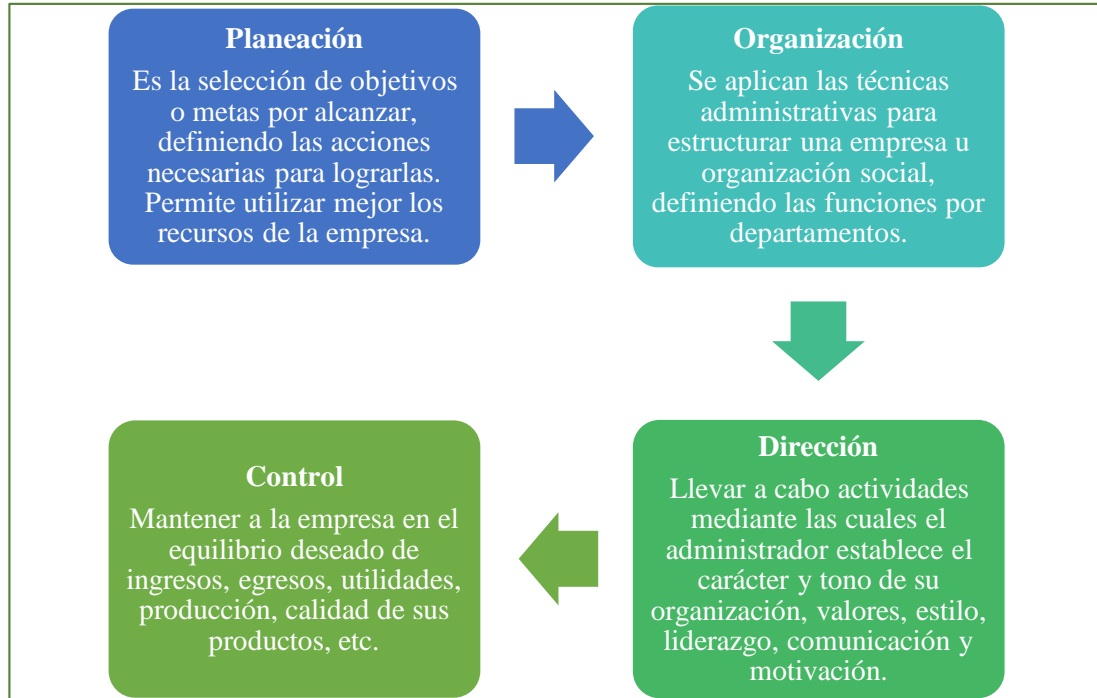 Planeación
Es la selección de objetivos
o metas por alcanzar,
definiendo las acciones
necesarias para lograrlas.
Permite utilizar mejor los
recursos de la empresa.
Organización
Se aplican las técnicas
administrativas para
estructurar una empresa u
organización social,
definiendo las funciones por
departamentos.
Dirección
Llevar a cabo actividades
mediante las cuales el
administrador establece el
carácter y tono de su
organización, valores, estilo,
liderazgo, comunicación y
motivación.
Control
Mantener a la empresa en el
equilibrio deseado de
ingresos, egresos, utilidades,
producción, calidad de sus
productos, etc.